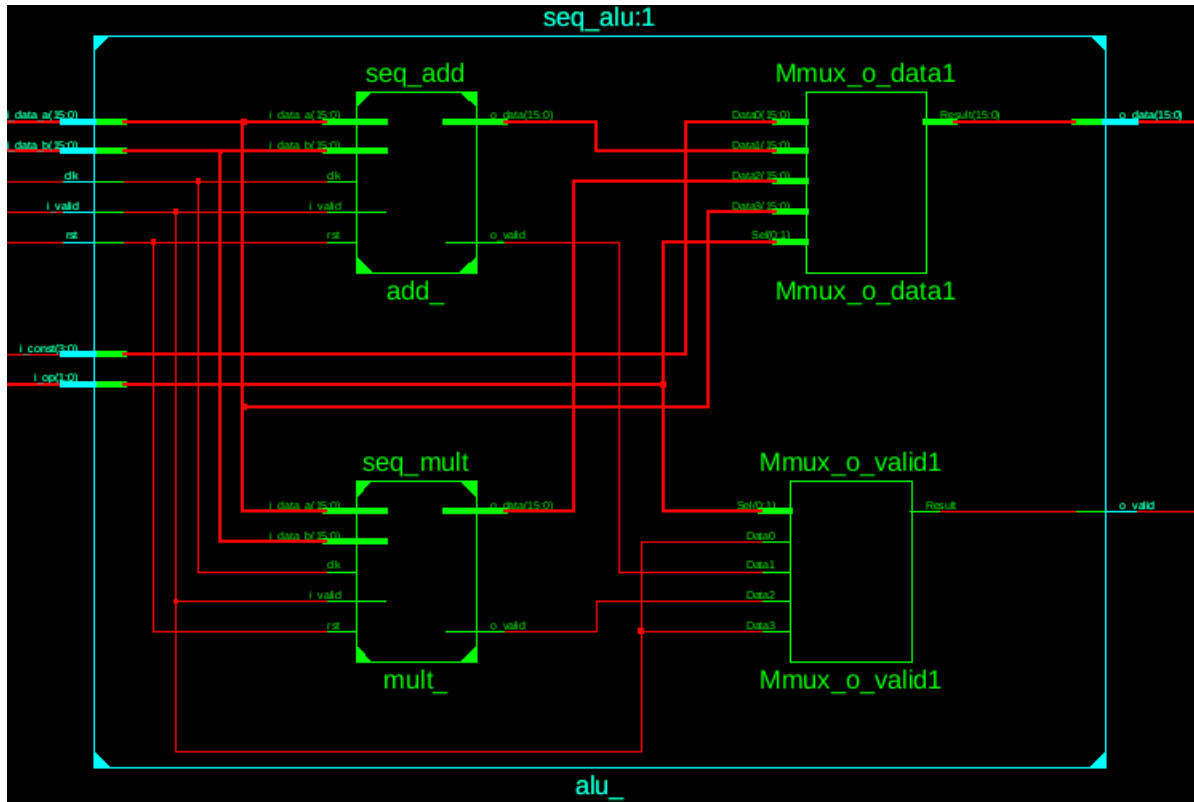 seq_alu:1
seq_add
Mmux_o_data1
i_data_a(15:0)
i_data_a(15:0)
o_data(15:0)
Data0(15:0)
Result(15:0)
o_data(15:0)
i_data_b(15:0)
i_data_b(15:0)
Data1(15:0)
clk
clk
Data2(15:0)
i_valid
i_valid
Data3(15:0)
rst
rst
o_valid
Sel(0:1)
add_
Mmux_o_data1
i_const(3:0)
i_op(1:0)
seq_mult
Mmux_o_valid1
i_data_a(15:0)
o_data(15:0)
Sel(0:1)
Result
o_valid
i_data_b(15:0)
Data0
clk
Data1
i_valid
Data2
rst
o_valid
Data3
mult_
Mmux_o_valid1
alu_